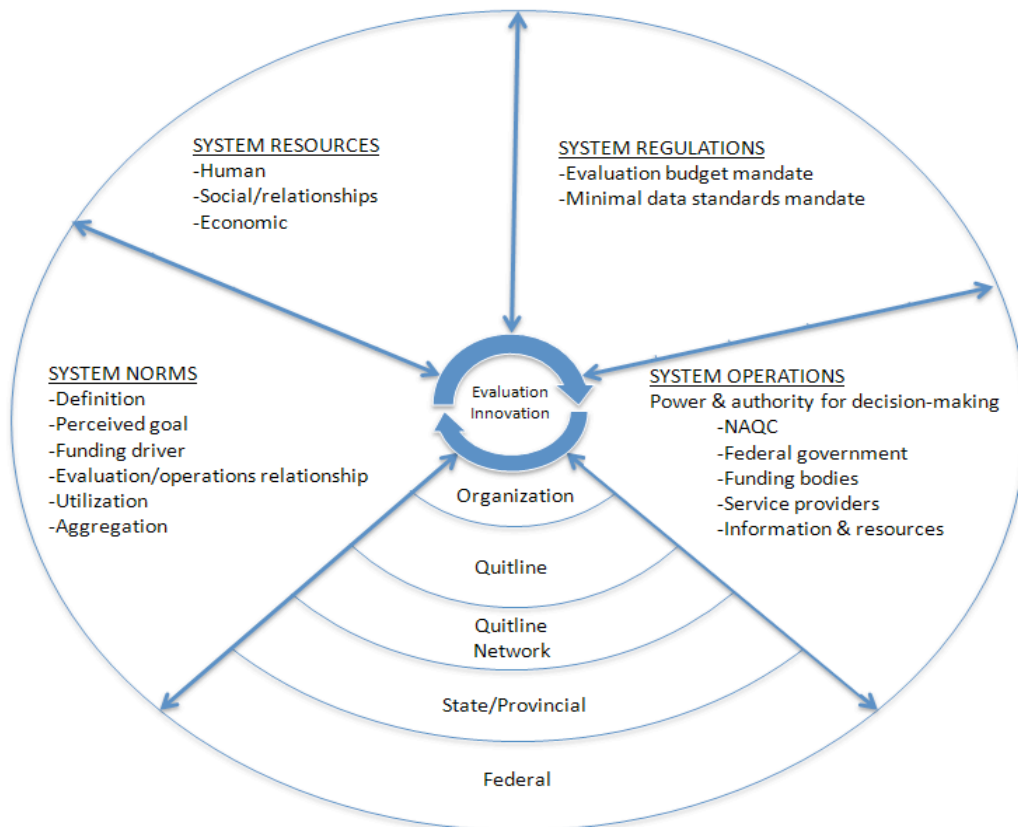 SYSTEM RESOURCES
-Human
-Social/relationships
-Economic
SYSTEM REGULATIONS
-Evaluation budget mandate
-Minimal data standards mandate
SYSTEM NORMS
-Definition
-Perceived goal
-Funding driver
-Evaluation/operations relationship
-Utilization
-Aggregation
Evaluation
Innovation
SYSTEM OPERATIONS
Power & authority for decision-making
-NAQC
-Federal government
-Funding bodies
-Service providers
-Information & resources
Organization
Quitline
Quitline
Network
State/Provincial
Federal